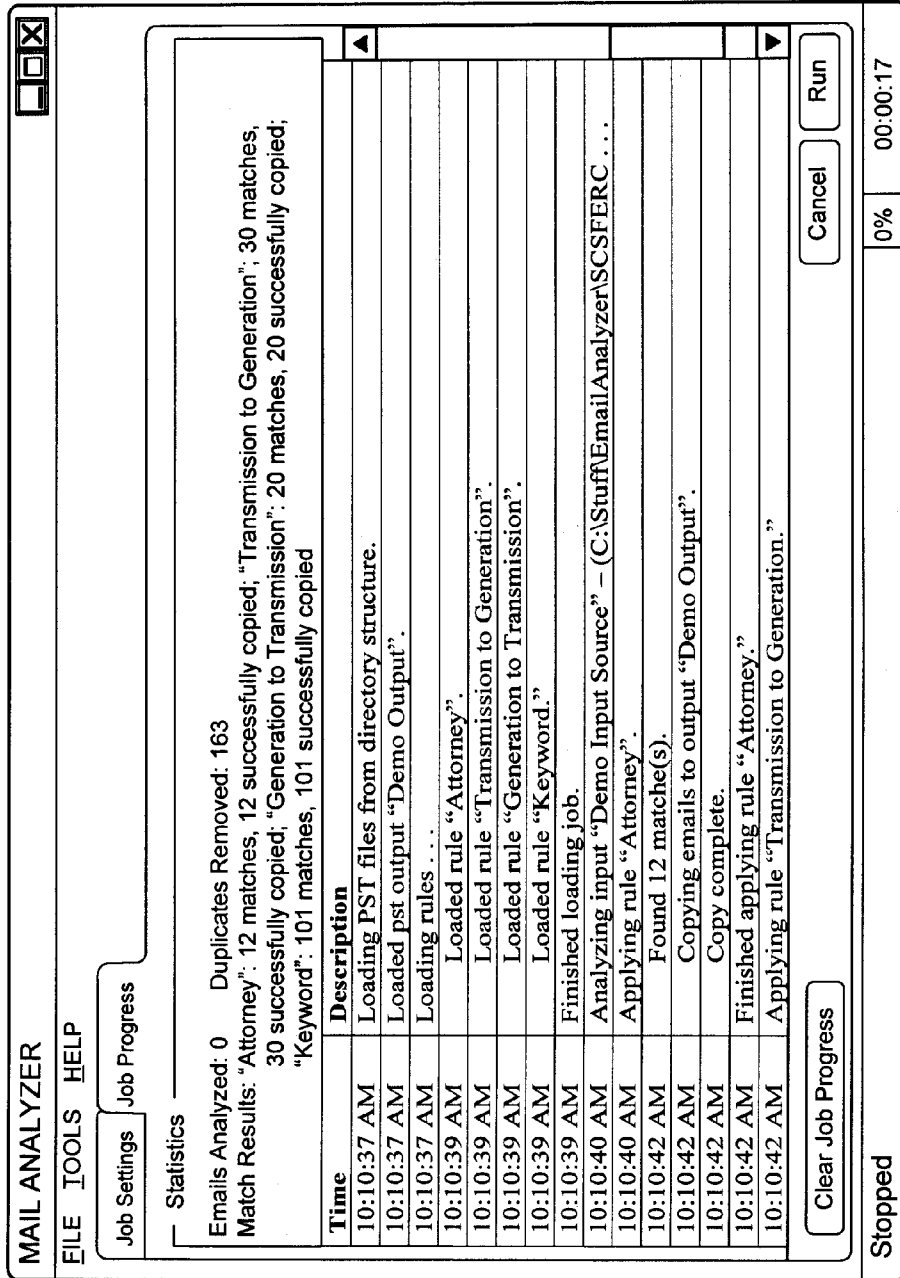 MAIL ANALYZER
FILE TOOLS HELP
Job Settings Job Progress
Statistics
Emails Analyzed: 0 Duplicates Removed: 163
Match Results: "Attorney": 12 matches, 12 successfully copied; "Transmission to Generation"; 30 matches,
30 successfully copied; "Generation to Transmission": 20 matches, 20 successfully copied;
"Keyword": 101 matches, 101 successfully copied
Time Description
10:10:37 AM Loading PST files from directory structure.
10:10:37 AM Loaded pst output "Demo Output".
10:10:37 AM Loading rules . . .
10:10:39 AM Loaded rule "Attorney".
10:10:39 AM Loaded rule "Transmission to Generation".
10:10:39 AM Loaded rule "Generation to Transmission".
10:10:39 AM Loaded rule "Keyword."
10:10:39 AM Finished loading job.
10:10:40 AM Analyzing input "Demo Input Source" – (C:\Stuff\EmailAnalyzer\SCSFERC . . .
10:10:40 AM Applying rule "Attorney".
10:10:42 AM Found 12 matche(s).
10:10:42 AM Copying emails to output "Demo Output".
10:10:42 AM Copy complete.
10:10:42 AM Finished applying rule "Attorney."
10:10:42 AM Applying rule "Transmission to Generation."
Clear Job Progress Cancel Run
Stopped 0% 00:00:17